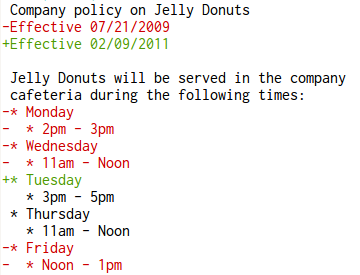 Company policy on Jelly Donuts
-Effective 07/21/2009
+Effective 02/09/2011

 Jelly Donuts will be served in the company
 cafeteria during the following times:
-* Monday
-  * 2pm - 3pm
-* Wednesday
-  * 11am - Noon
+* Tuesday
   * 3pm - 5pm
 * Thursday
   * 11am - Noon
-* Friday
-  * Noon - 1pm